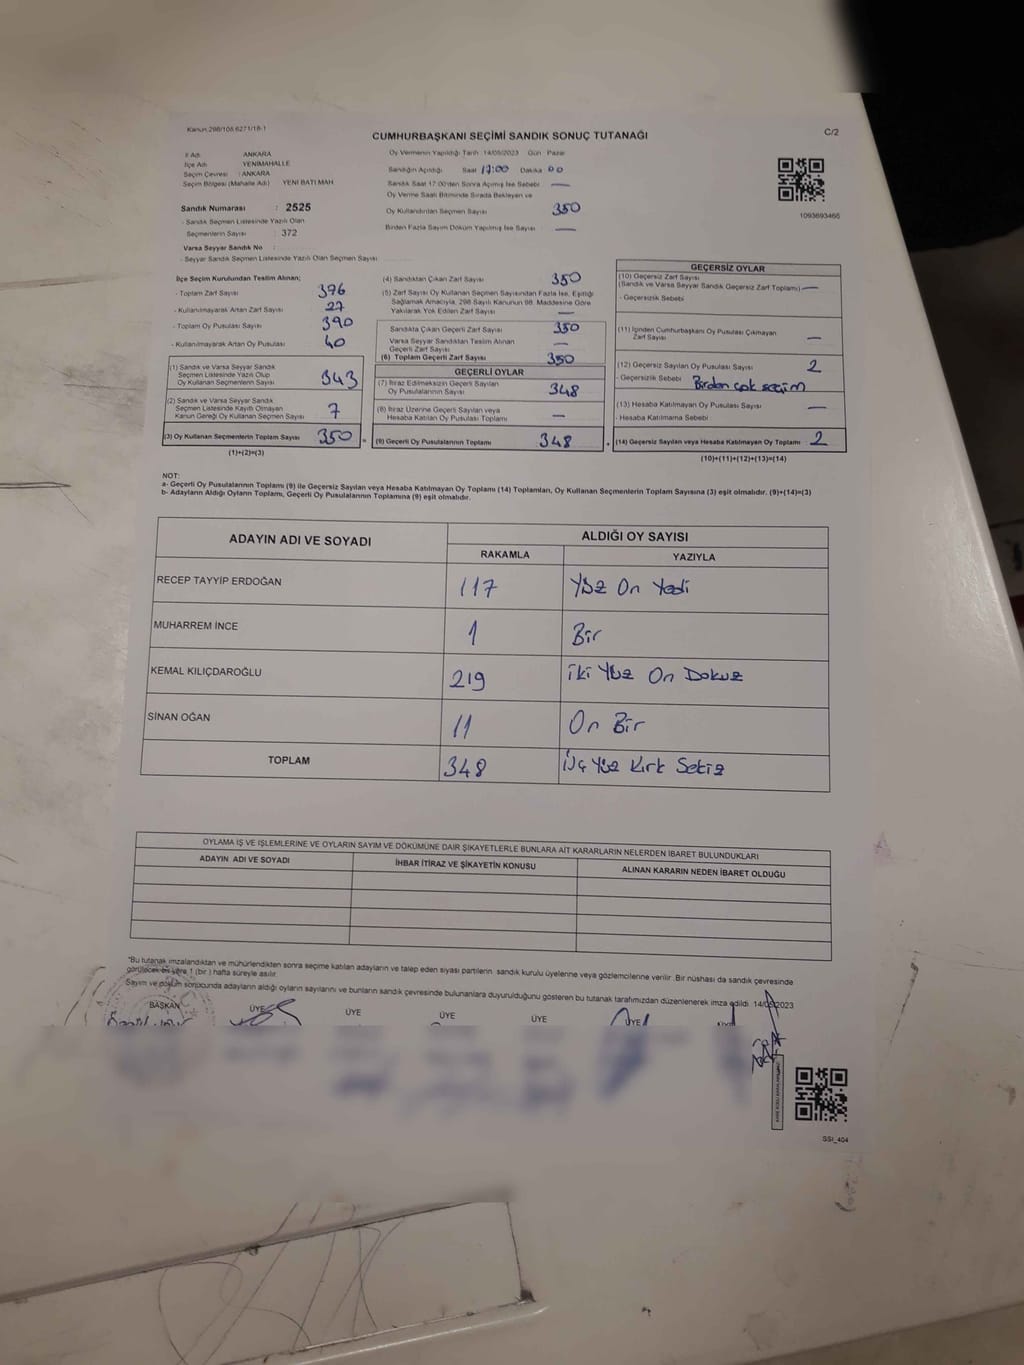 Kanun 298/105 6271/18-1
CUMHURBAŞKANI SEÇİMİ SANDIK SONUÇ TUTANAĞI
C/2
İl Adı ANKARA
İlçe Adı YENİMAHALLE
Seçim Çevresi : ANKARA
Seçim Bölgesi (Mahalle Adı) YENİ BATI MAH
Sandık Numarası : 2525
- Sandık Seçmen Listesinde Yazılı Olan
Seçmenlerin Sayısı : 372
Varsa Seyyar Sandık No :
- Seyyar Sandık Seçmen Listesinde Yazılı Olan Seçmen Sayısı
Oy Vermenin Yapıldığı Tarih 14/05/2023 Gün Pazar
Sandığın Açıldığı Saat 17:00 Dakika 00
Sandık Saat 17:00'den Sonra Açılmış İse Sebebi —
Oy Verme Saati Bitiminde Sırada Bekleyen ve
Oy Kullandırılan Seçmen Sayısı 350
Birden Fazla Sayım Döküm Yapılmış İse Sayısı —
1093693466
İlçe Seçim Kurulundan Teslim Alınan;
- Toplam Zarf Sayısı 396
- Kullanılmayarak Artan Zarf Sayısı 27
- Toplam Oy Pusulası Sayısı 390
- Kullanılmayarak Artan Oy Pusulası 40
(1) Sandık ve Varsa Seyyar Sandık
Seçmen Listesinde Yazılı Olup
Oy Kullanan Seçmenlerin Sayısı 343
(2) Sandık ve Varsa Seyyar Sandık
Seçmen Listesinde Kayıtlı Olmayan
Kanun Gereği Oy Kullanan Seçmen Sayısı 7
(3) Oy Kullanan Seçmenlerin Toplam Sayısı 350
(1)+(2)=(3)
(4) Sandıktan Çıkan Zarf Sayısı 350
(5) Zarf Sayısı Oy Kullanan Seçmen Sayısından Fazla İse, Eşitliği
Sağlamak Amacıyla, 298 Sayılı Kanunun 98. Maddesine Göre
Yakılarak Yok Edilen Zarf Sayısı —
Sandıkta Çıkan Geçerli Zarf Sayısı 350
Varsa Seyyar Sandıktan Teslim Alınan
Geçerli Zarf Sayısı —
(6) Toplam Geçerli Zarf Sayısı 350
GEÇERLİ OYLAR
(7) İtiraz Edilmeksizin Geçerli Sayılan
Oy Pusulalarının Sayısı 348
(8) İtiraz Üzerine Geçerli Sayılan veya
Hesaba Katılan Oy Pusulası Toplamı —
(9) Geçerli Oy Pusulalarının Toplamı 348
GEÇERSİZ OYLAR
(10) Geçersiz Zarf Sayısı
(Sandık ve Varsa Seyyar Sandık Geçersiz Zarf Toplamı) —
- Geçersizlik Sebebi
(11) İçinden Cumhurbaşkanı Oy Pusulası Çıkmayan
Zarf Sayısı —
(12) Geçersiz Sayılan Oy Pusulası Sayısı 2
- Geçersizlik Sebebi Birden çok seçim
(13) Hesaba Katılmayan Oy Pusulası Sayısı —
- Hesaba Katılmama Sebebi
(14) Geçersiz Sayılan veya Hesaba Katılmayan Oy Toplamı 2
(10)+(11)+(12)+(13)=(14)
NOT:
a- Geçerli Oy Pusulalarının Toplamı (9) ile Geçersiz Sayılan veya Hesaba Katılmayan Oy Toplamı (14) Toplamları, Oy Kullanan Seçmenlerin Toplam Sayısına (3) eşit olmalıdır. (9)+(14)=(3)
b- Adayların Aldığı Oyların Toplamı, Geçerli Oy Pusulalarının Toplamına (9) eşit olmalıdır.
ADAYIN ADI VE SOYADI ALDIĞI OY SAYISI
RAKAMLA YAZIYLA
RECEP TAYYİP ERDOĞAN 117 Yüz On Yedi
MUHARREM İNCE 1 Bir
KEMAL KILIÇDAROĞLU 219 iki Yüz On Dokuz
SİNAN OĞAN 11 On Bir
TOPLAM 348 Üç Yüz Kırk Sekiz
OYLAMA İŞ VE İŞLEMLERİNE VE OYLARIN SAYIM VE DÖKÜMÜNE DAİR ŞİKAYETLERLE BUNLARA AİT KARARLARIN NELERDEN İBARET BULUNDUKLARI
ADAYIN ADI VE SOYADI İHBAR İTİRAZ VE ŞİKAYETİN KONUSU ALINAN KARARIN NEDEN İBARET OLDUĞU
"Bu tutanak imzalandıktan ve mühürlendikten sonra seçime katılan adayların ve talep eden siyasi partilerin sandık kurulu üyelerine veya gözlemcilerine verilir. Bir nüshası da sandık çevresinde
görülecek bir yere 1 (bir) hafta süreyle asılır.
Sayım ve döküm sonucunda adayların aldığı oyların sayılarını ve bunların sandık çevresinde bulunanlara duyurulduğunu gösteren bu tutanak tarafımızdan düzenlenerek imza edildi. 14/05/2023
BAŞKAN ÜYE ÜYE ÜYE ÜYE ÜYE
SSI_404